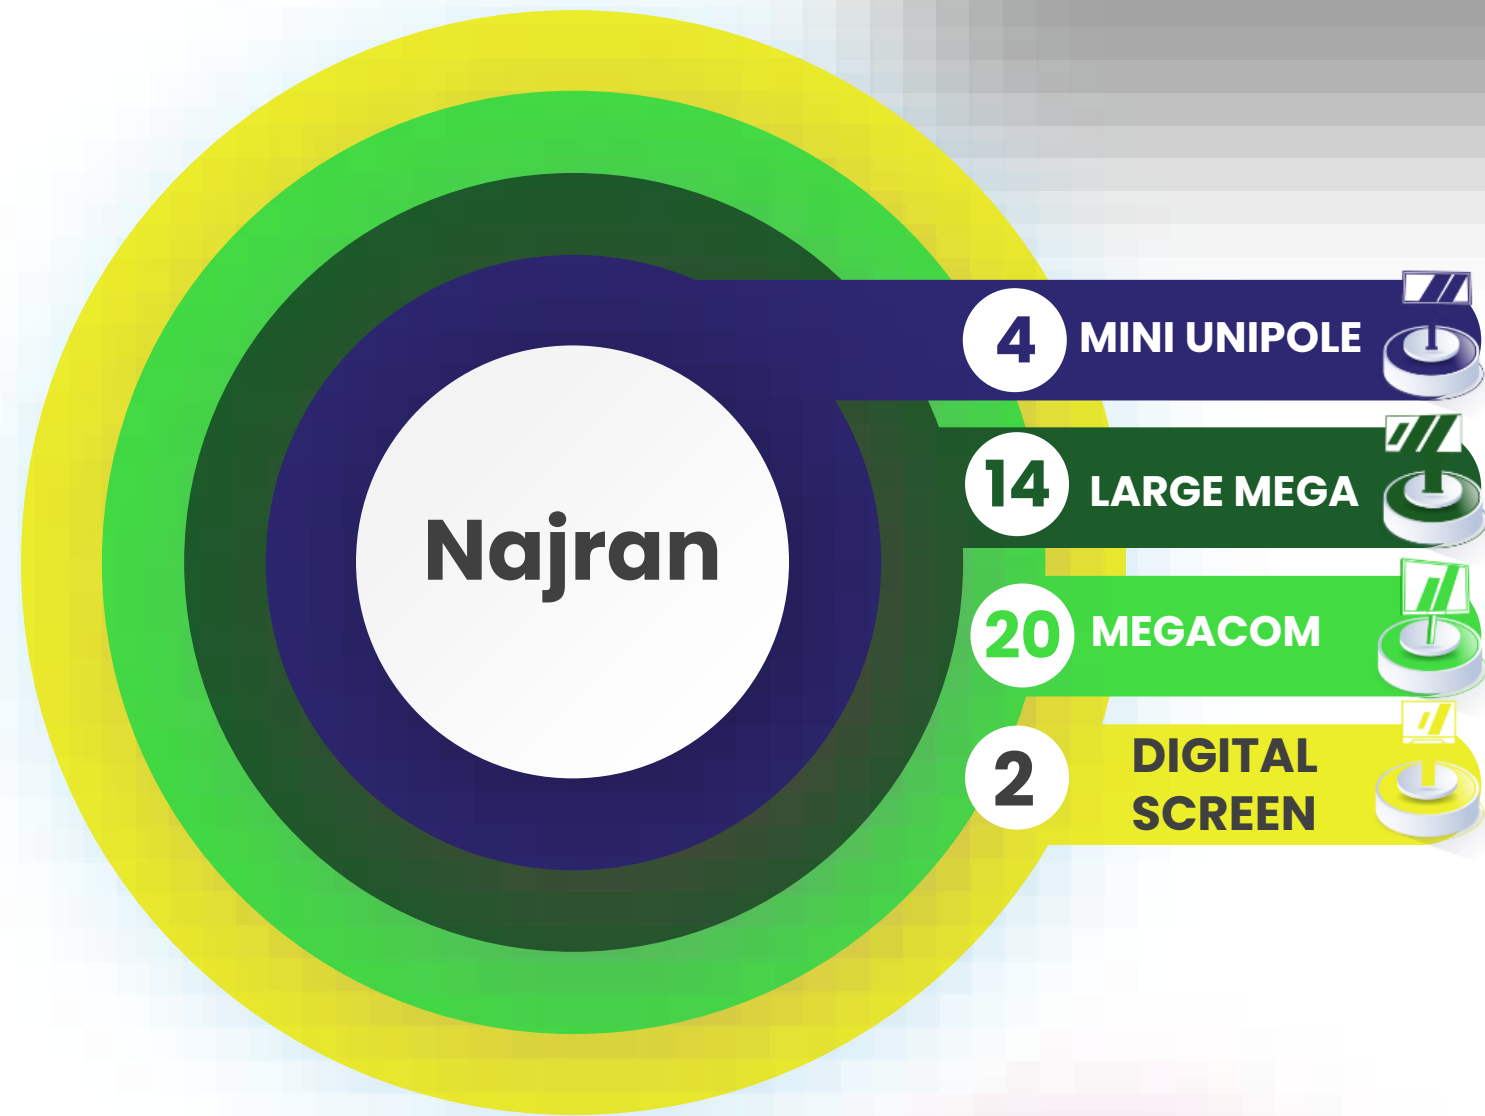 Najran
4 MINI UNIPOLE
14 LARGE MEGA
20 MEGACOM
2 DIGITAL
SCREEN